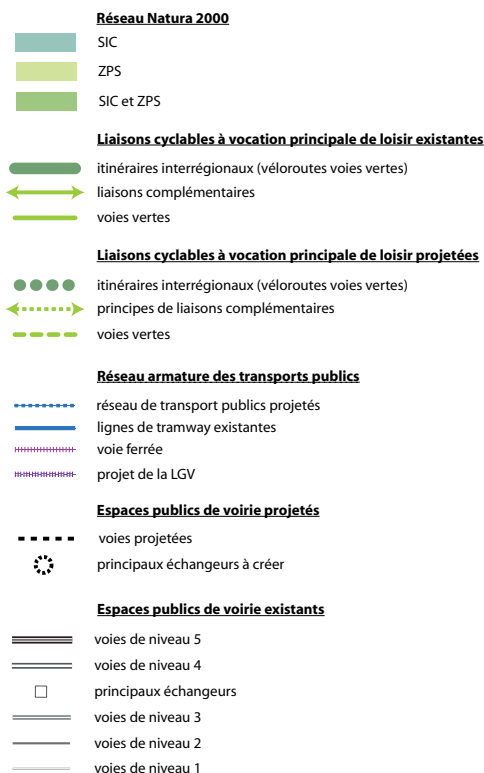 Réseau Natura 2000
SIC
ZPS
SIC et ZPS
Liaisons cyclables à vocation principale de loisir existantes
itinéraires interrégionaux (véloroutes voies vertes)
liaisons complémentaires
voies vertes
Liaisons cyclables à vocation principale de loisir projetées
itinéraires interrégionaux (véloroutes voies vertes)
principes de liaisons complémentaires
voies vertes
Réseau armature des transports publics
réseau de transport publics projetés
lignes de tramway existantes
voie ferrée
projet de la LGV
Espaces publics de voirie projetés
voies projetées
principaux échangeurs à créer
Espaces publics de voirie existants
voies de niveau 5
voies de niveau 4
principaux échangeurs
voies de niveau 3
voies de niveau 2
voies de niveau 1